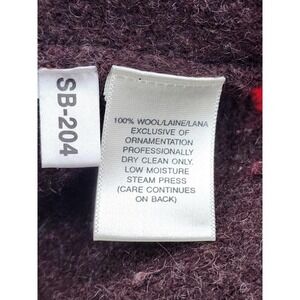 SB-204
100% WOOL/LAINE/LANA
EXCLUSIVE OF
ORNAMENTATION
PROFESSIONALLY
DRY CLEAN ONLY.
LOW MOISTURE
STEAM PRESS
(CARE CONTINUES
ON BACK)